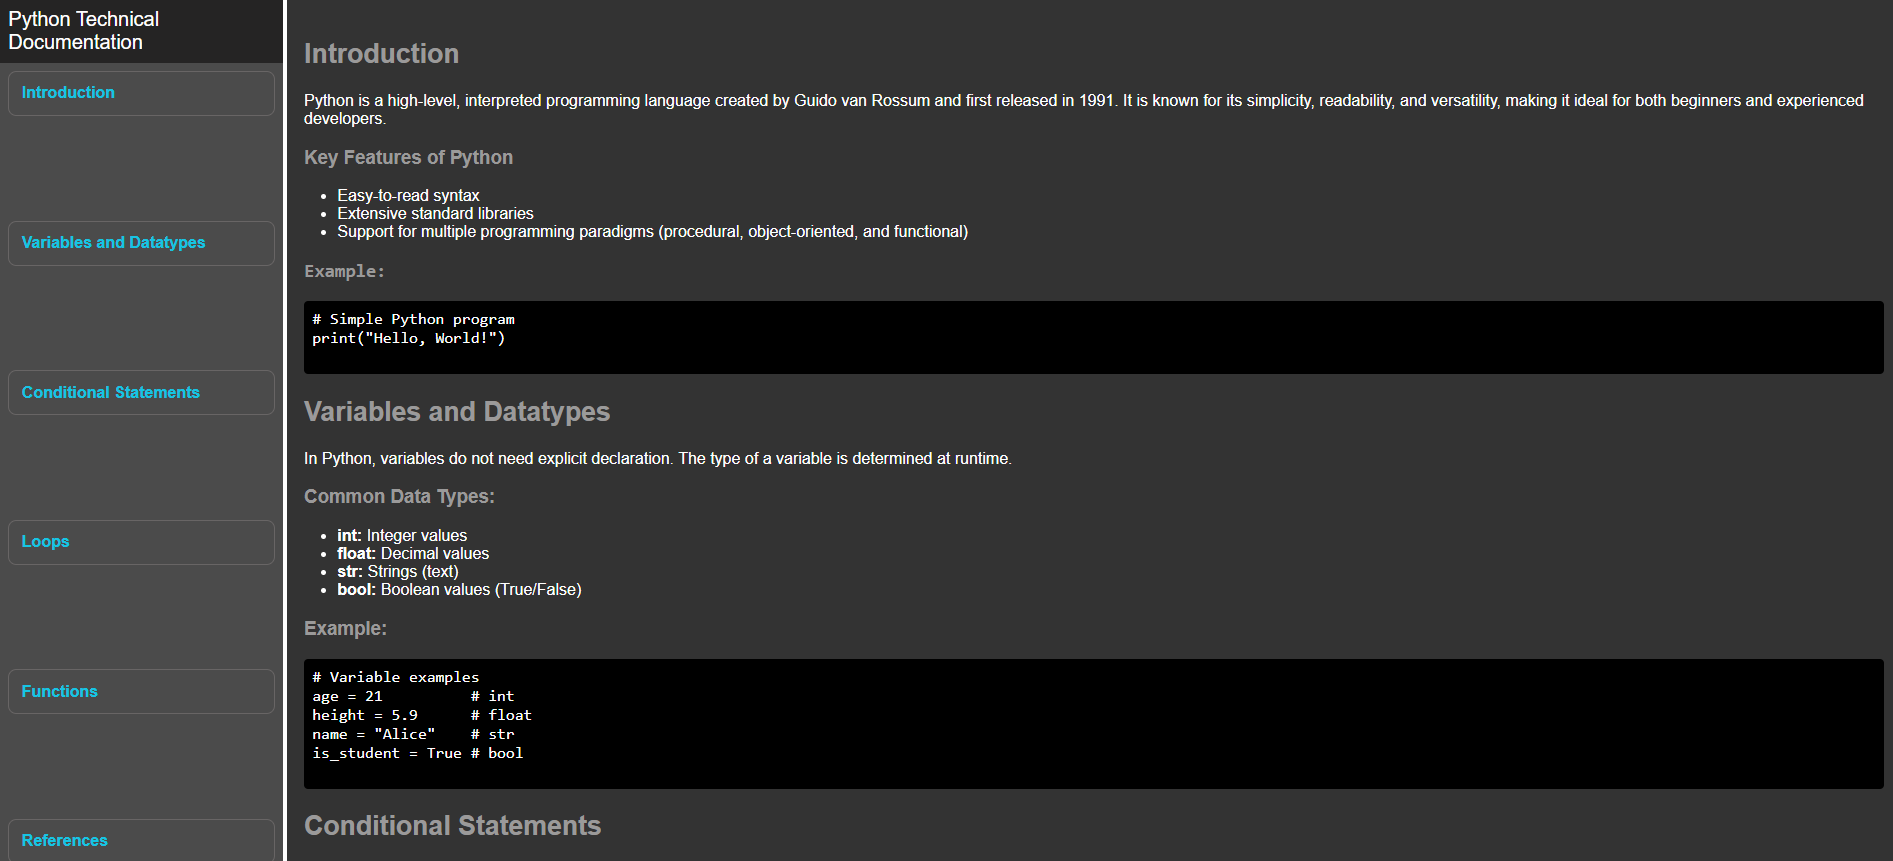 Python Technical
Documentation
Introduction
Variables and Datatypes
Conditional Statements
Loops
Functions
References
Introduction
Python is a high-level, interpreted programming language created by Guido van Rossum and first released in 1991. It is known for its simplicity, readability, and versatility, making it ideal for both beginners and experienced
developers.
Key Features of Python
• Easy-to-read syntax
• Extensive standard libraries
• Support for multiple programming paradigms (procedural, object-oriented, and functional)
Example:
# Simple Python program
print("Hello, World!")
Variables and Datatypes
In Python, variables do not need explicit declaration. The type of a variable is determined at runtime.
Common Data Types:
• int: Integer values
• float: Decimal values
• str: Strings (text)
• bool: Boolean values (True/False)
Example:
# Variable examples
age = 21          # int
height = 5.9      # float
name = "Alice"    # str
is_student = True # bool
Conditional Statements